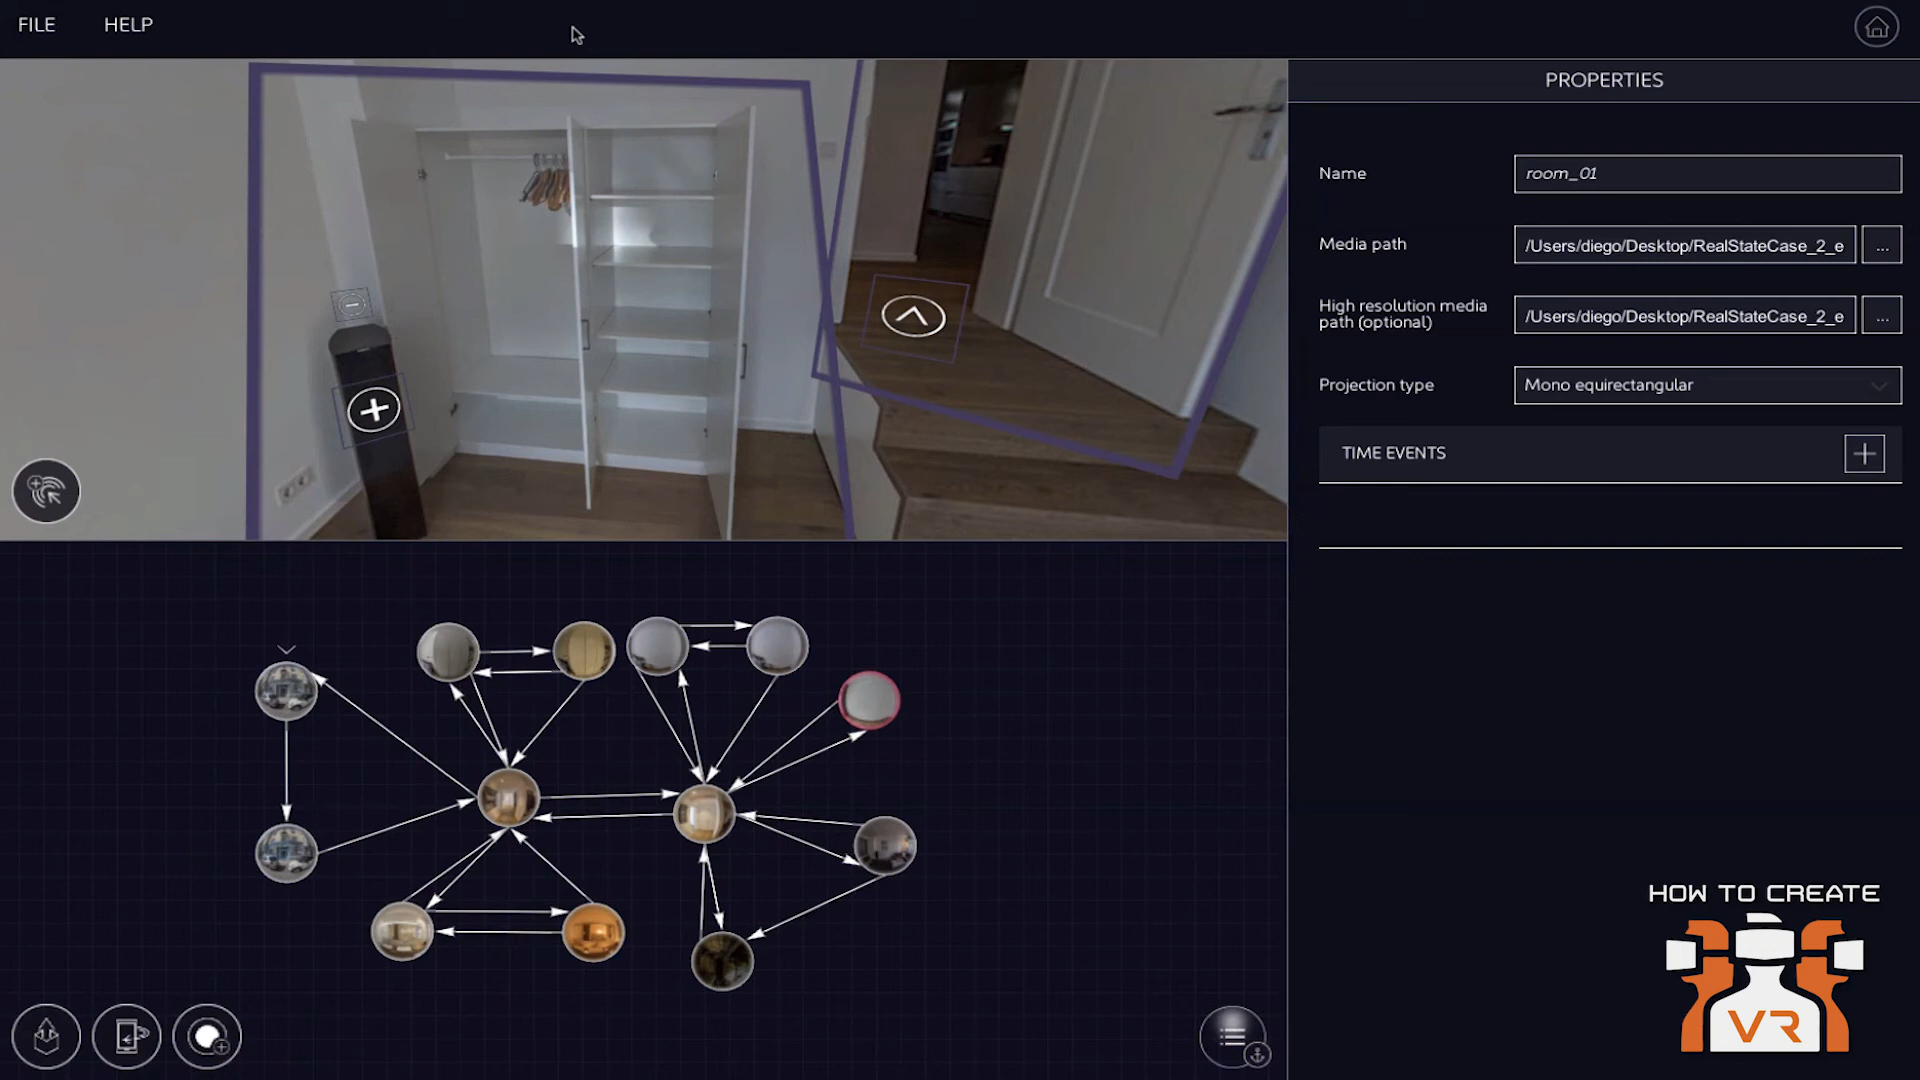 FILE
HELP
PROPERTIES
Name
room_01
Media path
/Users/diego/Desktop/RealStateCase_2_e
...
High resolution media
path (optional)
/Users/diego/Desktop/RealStateCase_2_e
...
Projection type
Mono equirectangular
TIME EVENTS
HOW TO CREATE
VR